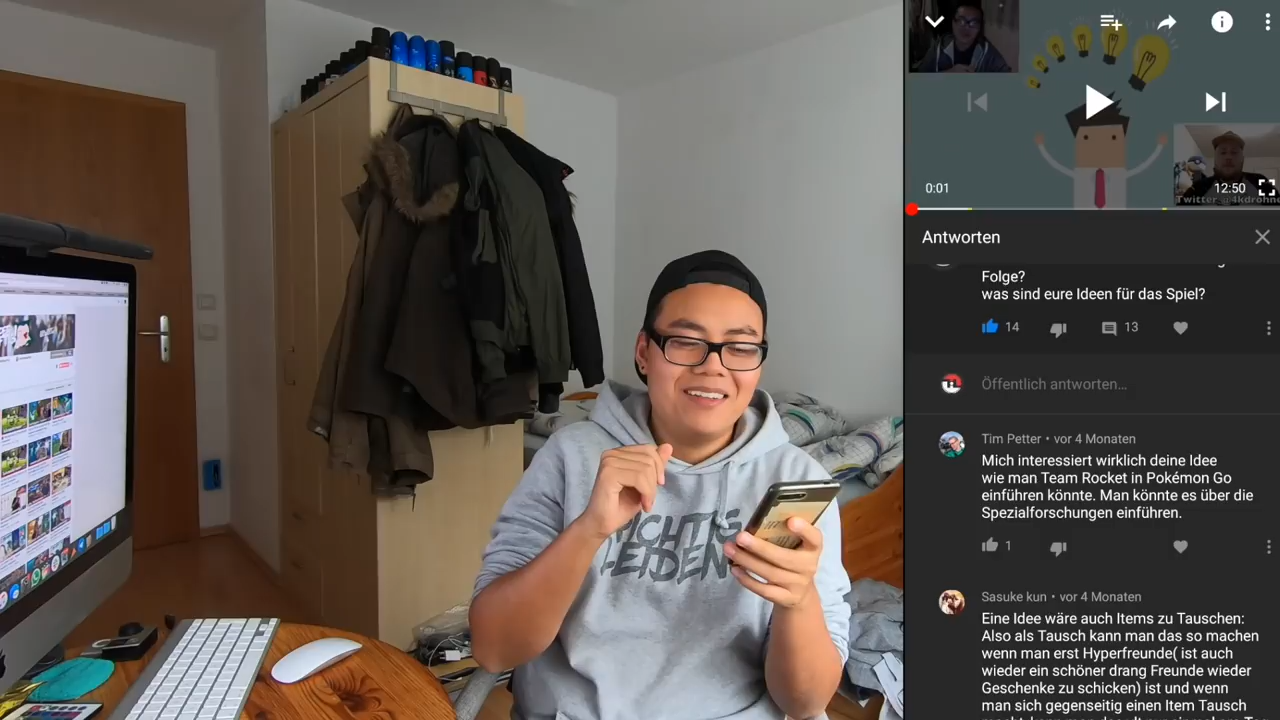 0:01
12:50
Twitter @4kdrohne
Antworten
Folge?
was sind eure Ideen für das Spiel?
14
13
Öffentlich antworten...
Tim Petter • vor 4 Monaten
Mich interessiert wirklich deine Idee
wie man Team Rocket in Pokémon Go
einführen könnte. Man könnte es über die
Spezialforschungen einführen.
1
Sasuke kun • vor 4 Monaten
Eine Idee wäre auch Items zu Tauschen:
Also als Tausch kann man das so machen
wenn man erst Hyperfreunde( ist auch
wieder ein schöner drang Freunde wieder
Geschenke zu schicken) ist und wenn
man sich gegenseitig einen Item Tausch
RICHTIG
LEIDEN